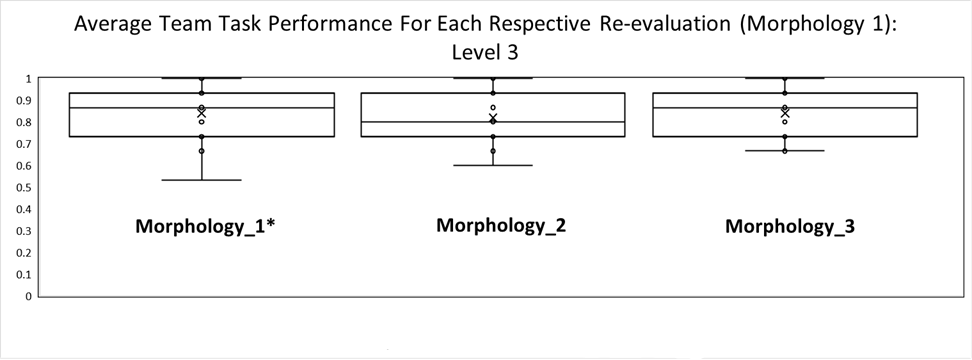 Average Team Task Performance For Each Respective Re-evaluation (Morphology 1):
Level 3
1
0.9
0.8
0.7
0.6
0.5
0.4
0.3
0.2
0.1
0
Morphology_1*
Morphology_2
Morphology_3